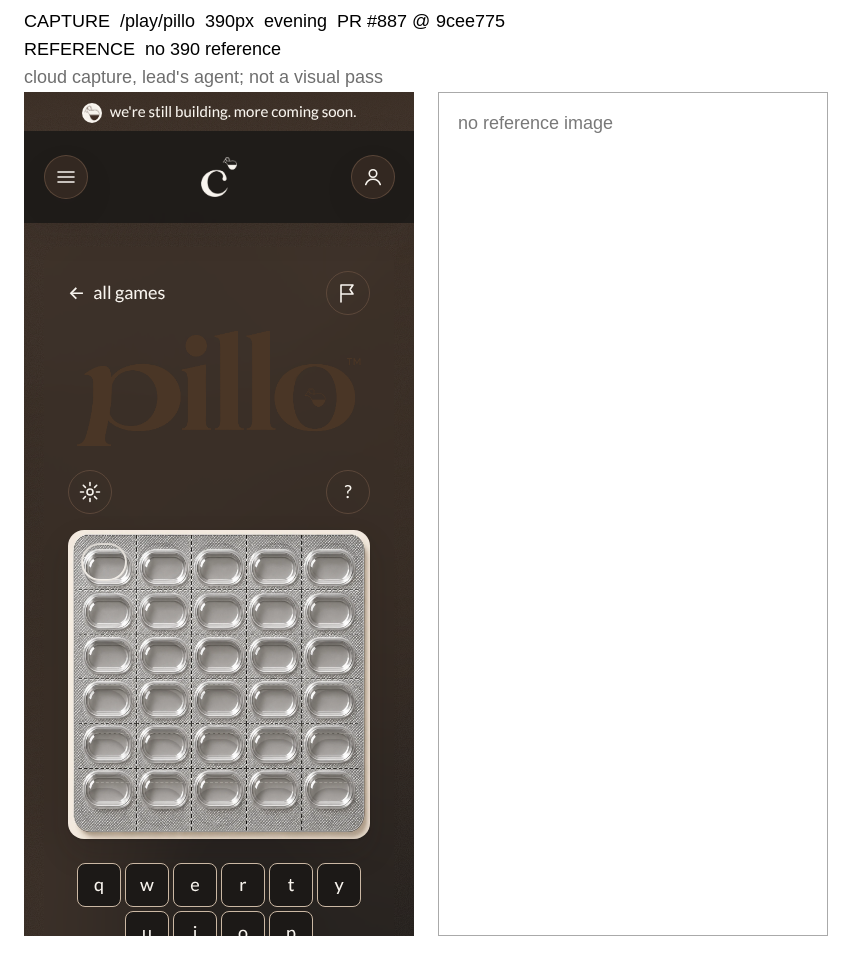 CAPTURE /play/pillo 390px evening PR #887 @ 9cee775
REFERENCE no 390 reference
cloud capture, lead's agent; not a visual pass
we're still building. more coming soon.
no reference image
c
← all games
pillo™
?
q w e r t y
u i o p